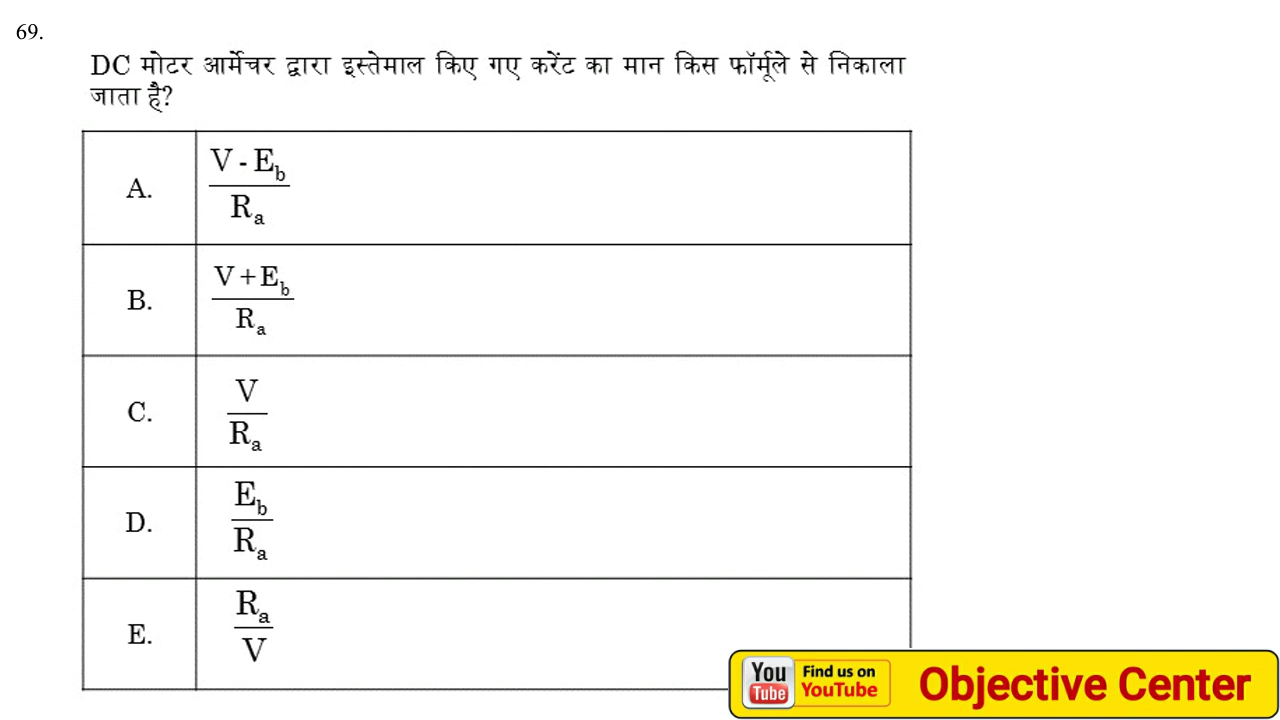 69.
DC मोटर आर्मेचर द्वारा इस्तेमाल किए गए करेंट का मान किस फॉर्मूले से निकाला
जाता है?
A.
V - E_b
R_a
B.
V + E_b
R_a
C.
V
R_a
D.
E_b
R_a
E.
R_a
V
You
Tube
Find us on
YouTube
Objective Center